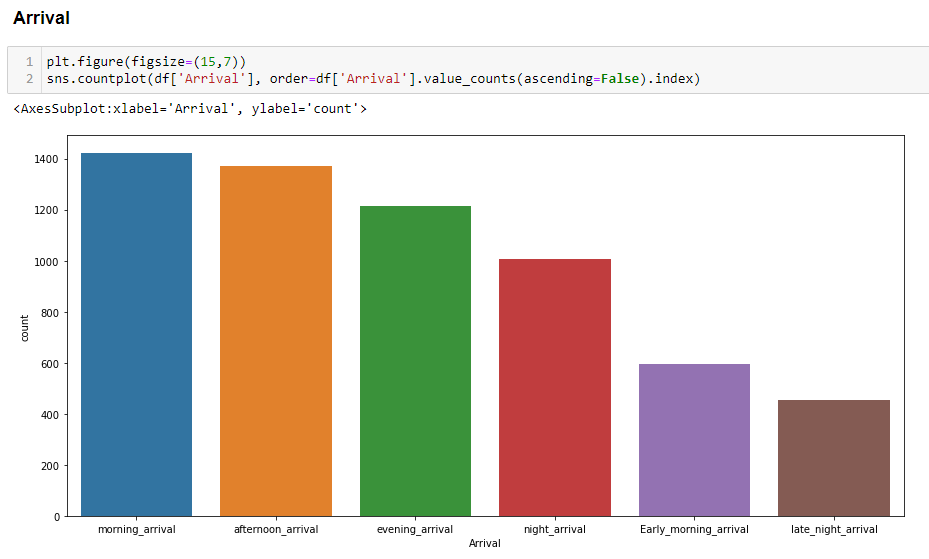 Arrival
1 plt.figure(figsize=(15,7))
2 sns.countplot(df['Arrival'], order=df['Arrival'].value_counts(ascending=False).index)
<AxesSubplot:xlabel='Arrival', ylabel='count'>
1400
1200
1000
800
600
400
200
0
count
morning_arrival afternoon_arrival evening_arrival night_arrival Early_morning_arrival late_night_arrival
Arrival